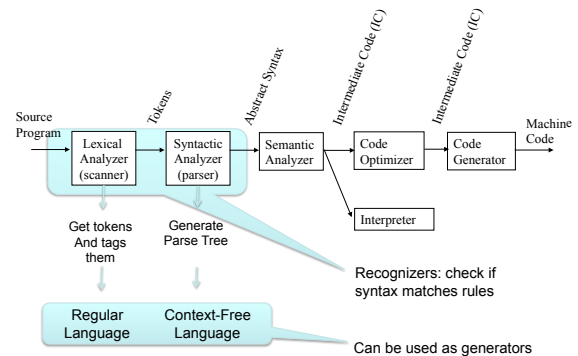 Source
Program
Tokens
Abstract Syntax
Intermediate Code (IC)
Intermediate Code (IC)
Machine
Code
Lexical
Analyzer
(scanner)
Syntactic
Analyzer
(parser)
Semantic
Analyzer
Code
Optimizer
Code
Generator
Interpreter
Get tokens
And tags
them
Generate
Parse Tree
Recognizers: check if
syntax matches rules
Regular
Language
Context-Free
Language
Can be used as generators